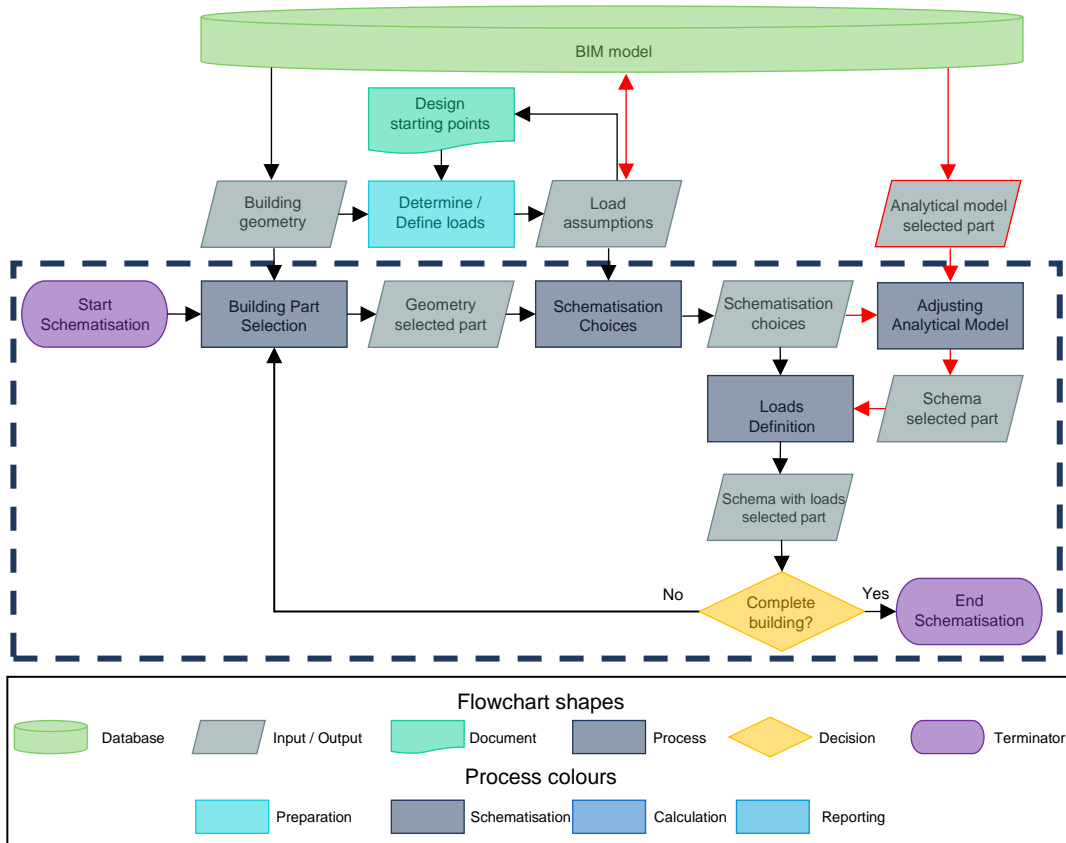 BIM model
Design
starting points
Building
geometry
Determine /
Define loads
Load
assumptions
Analytical model
selected part
Start
Schematisation
Building Part
Selection
Geometry
selected part
Schematisation
Choices
Schematisation
choices
Adjusting
Analytical Model
Loads
Definition
Schema
selected part
Schema with loads
selected part
No
Complete
building?
Yes
End
Schematisation
Flowchart shapes
Database
Input / Output
Document
Process
Decision
Terminator
Process colours
Preparation
Schematisation
Calculation
Reporting